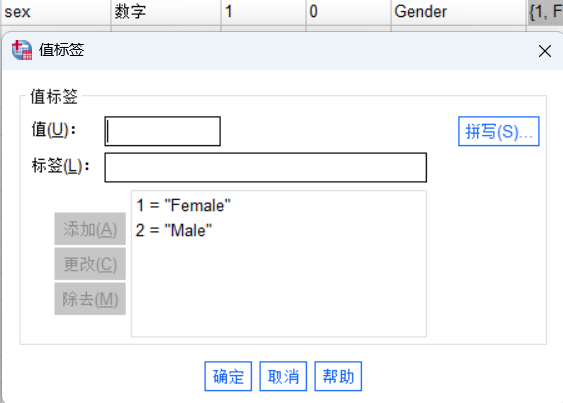 sex 数字 1 0 Gender {1, F
值标签
值标签
值(U)： 拼写(S)...
标签(L)：
1 = "Female"
添加(A) 2 = "Male"
更改(C)
除去(M)
确定 取消 帮助